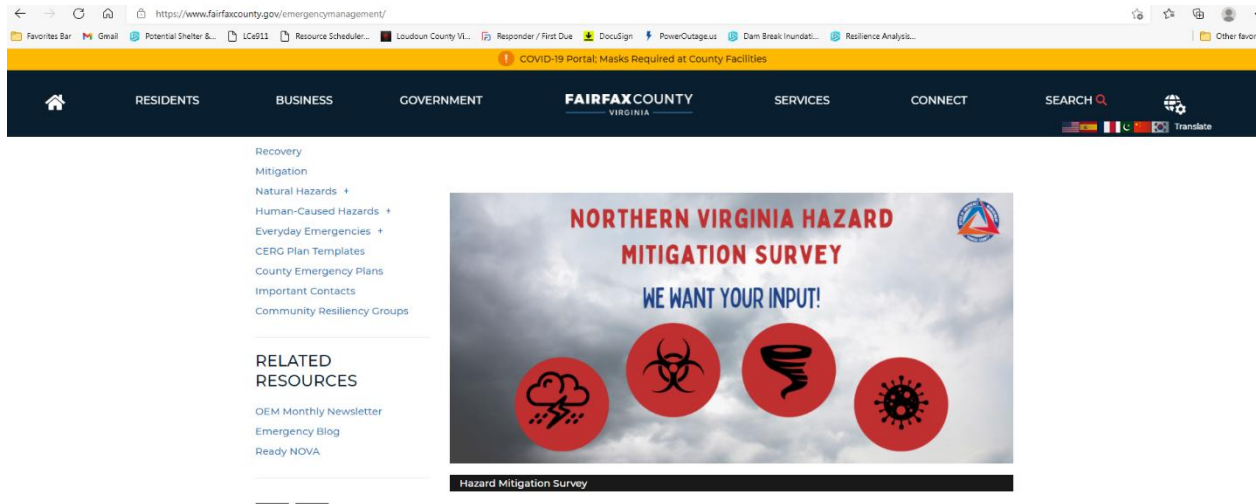 https://www.fairfaxcounty.gov/emergencymanagement/
Favorites Bar Gmail Potential Shelter &... LCe911 Resource Scheduler... Loudoun County Vi... Responder / First Due DocuSign PowerOutage.us Dam Break Inundati... Resilience Analysis... Other favor
COVID-19 Portal: Masks Required at County Facilities
RESIDENTS BUSINESS GOVERNMENT FAIRFAX COUNTY SERVICES CONNECT SEARCH
VIRGINIA
Translate
Recovery
Mitigation
Natural Hazards +
Human-Caused Hazards +
Everyday Emergencies +
CERG Plan Templates
County Emergency Plans
Important Contacts
Community Resiliency Groups
RELATED
RESOURCES
OEM Monthly Newsletter
Emergency Blog
Ready NOVA
NORTHERN VIRGINIA HAZARD
MITIGATION SURVEY
WE WANT YOUR INPUT!
Hazard Mitigation Survey